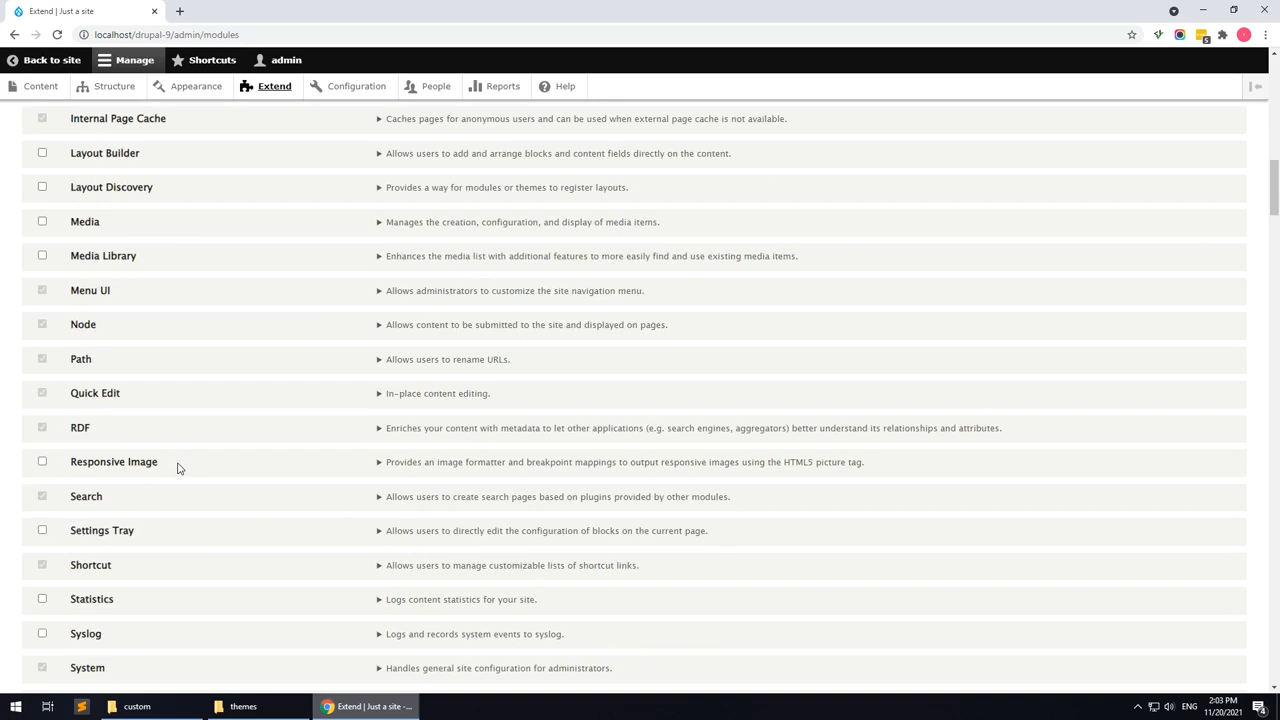 Extend | Just a site
localhost/drupal-9/admin/modules
5
Back to site
Manage
Shortcuts
admin
Content
Structure
Appearance
Extend
Configuration
People
Reports
Help
Internal Page Cache
Caches pages for anonymous users and can be used when external page cache is not available.
Layout Builder
Allows users to add and arrange blocks and content fields directly on the content.
Layout Discovery
Provides a way for modules or themes to register layouts.
Media
Manages the creation, configuration, and display of media items.
Media Library
Enhances the media list with additional features to more easily find and use existing media items.
Menu UI
Allows administrators to customize the site navigation menu.
Node
Allows content to be submitted to the site and displayed on pages.
Path
Allows users to rename URLs.
Quick Edit
In-place content editing.
RDF
Enriches your content with metadata to let other applications (e.g. search engines, aggregators) better understand its relationships and attributes.
Responsive Image
Provides an image formatter and breakpoint mappings to output responsive images using the HTML5 picture tag.
Search
Allows users to create search pages based on plugins provided by other modules.
Settings Tray
Allows users to directly edit the configuration of blocks on the current page.
Shortcut
Allows users to manage customizable lists of shortcut links.
Statistics
Logs content statistics for your site.
Syslog
Logs and records system events to syslog.
System
Handles general site configuration for administrators.
custom
themes
Extend | Just a site -...
ENG
2:03 PM
11/20/2021
4